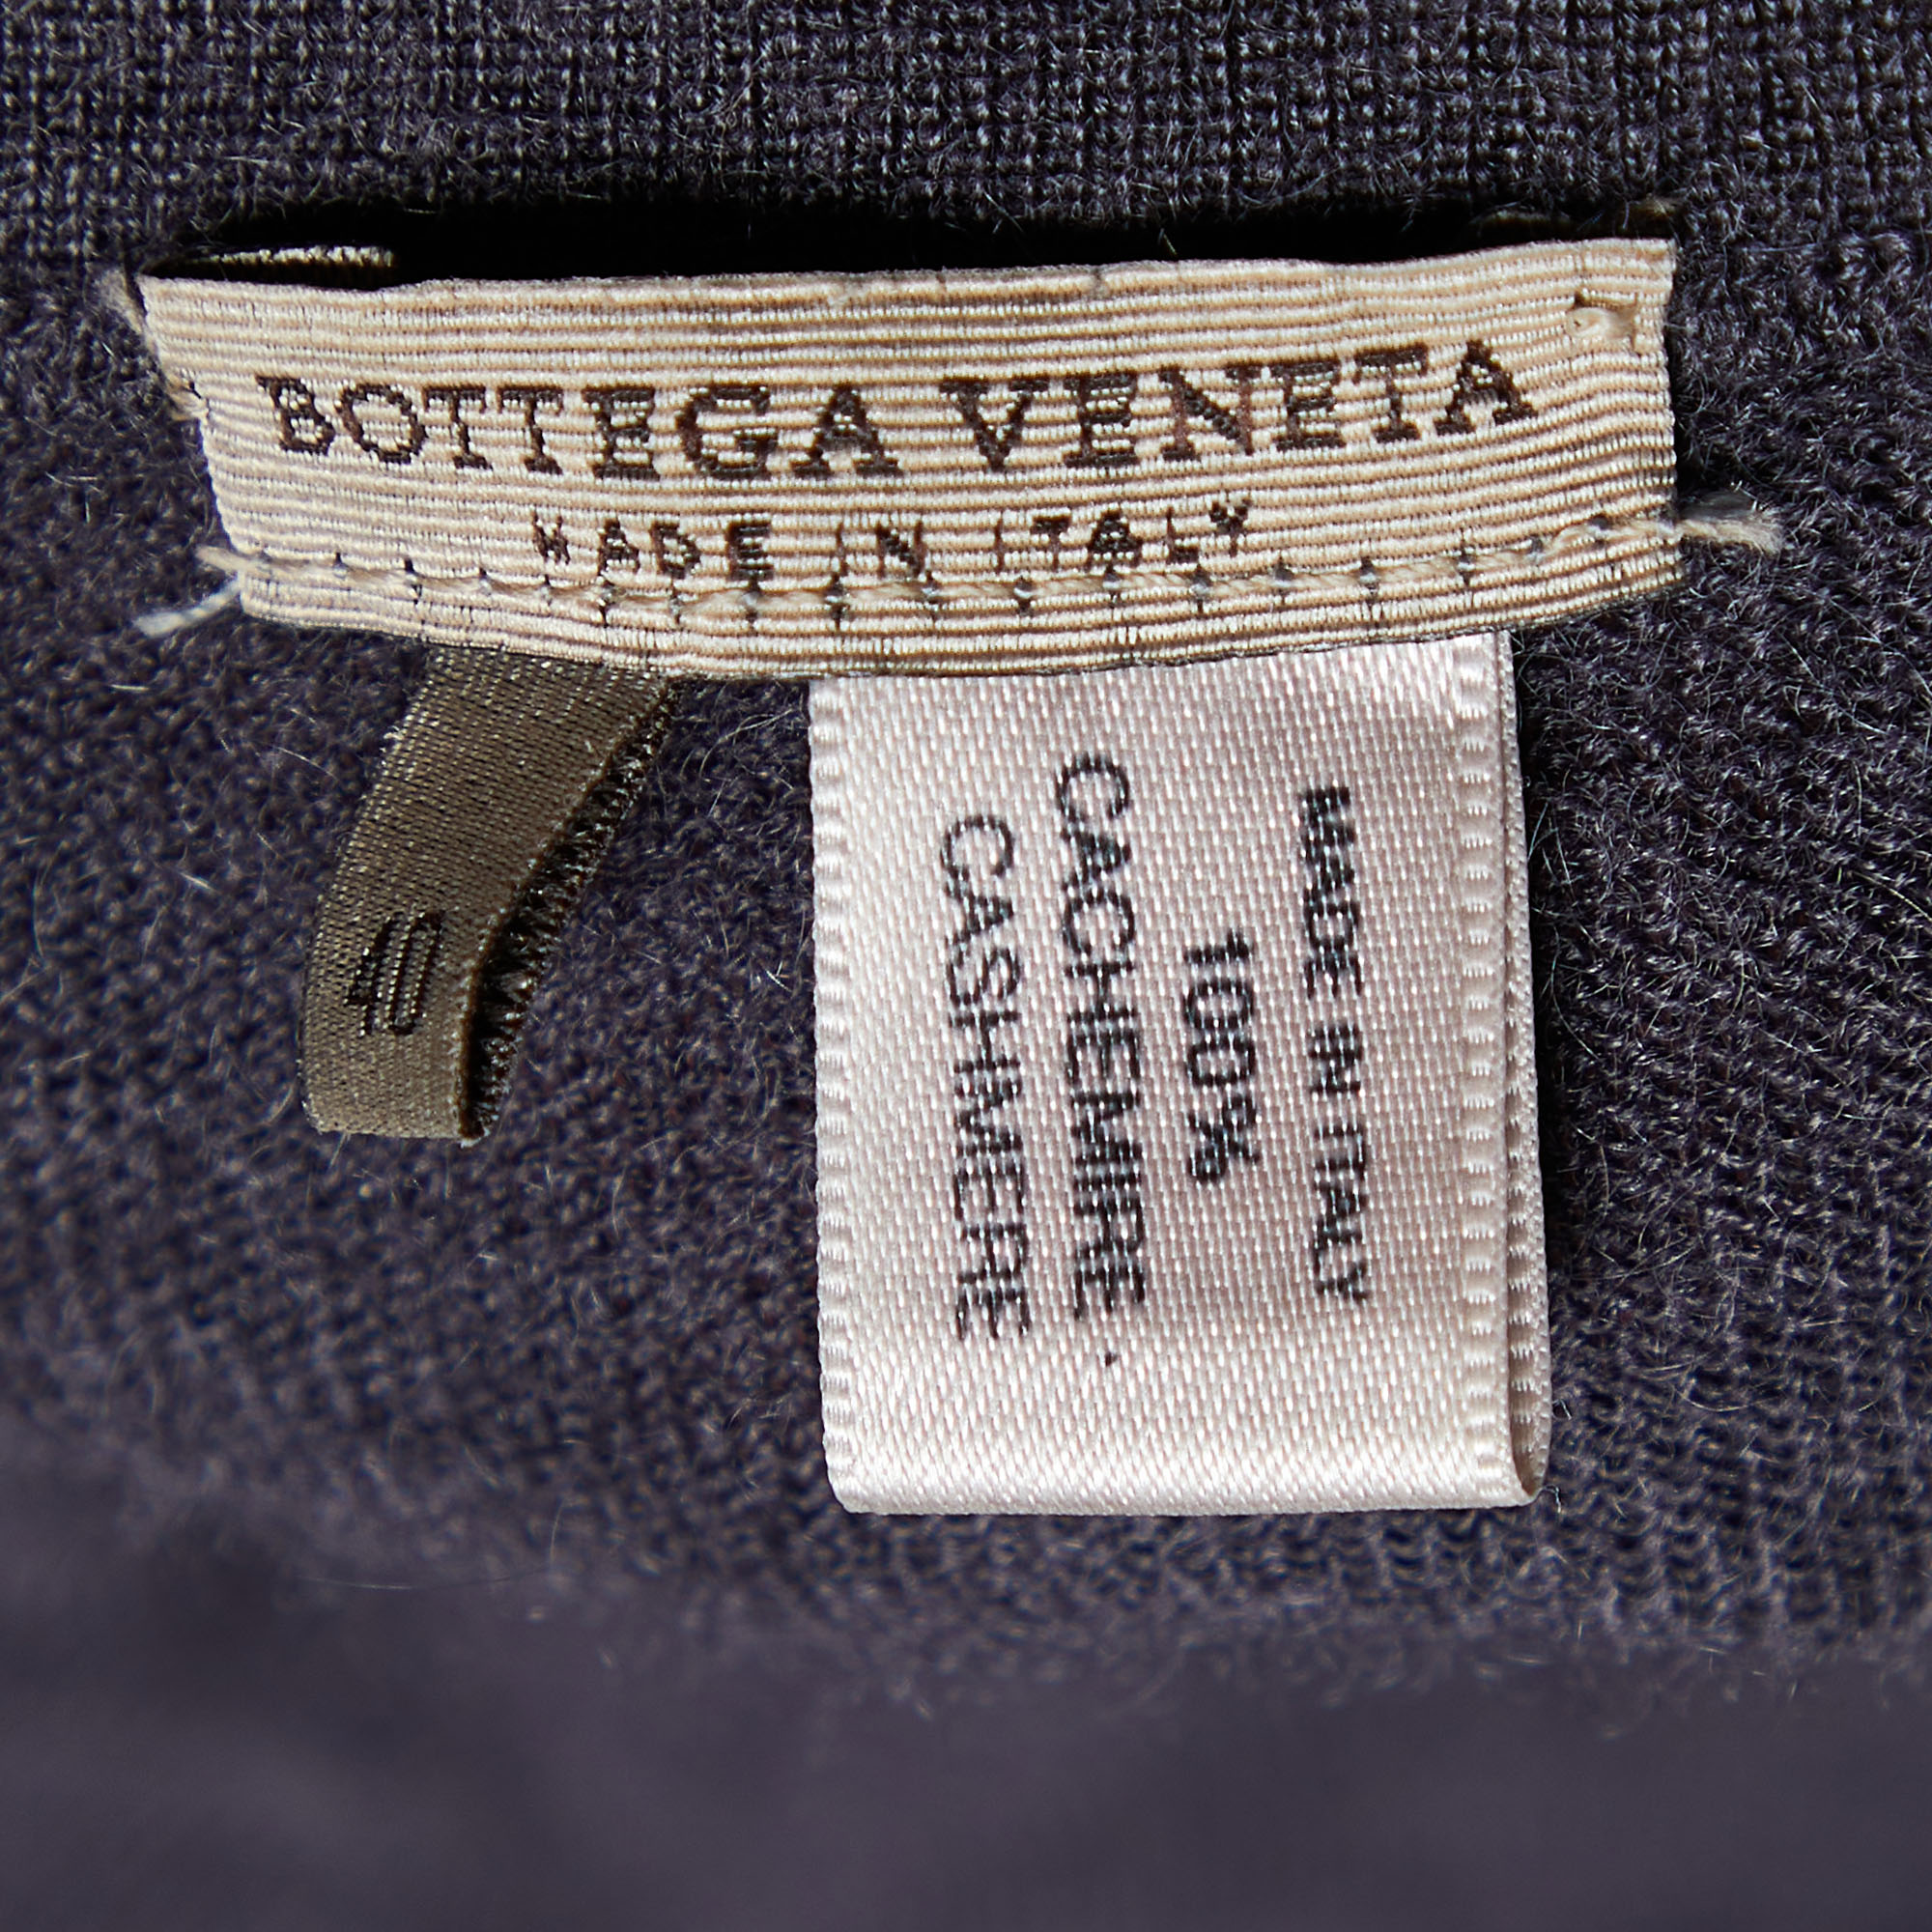 BOTTEGA VENETA
MADE IN ITALY
40
MADE IN ITALY
100%
CACHEMIRE
CASHMERE